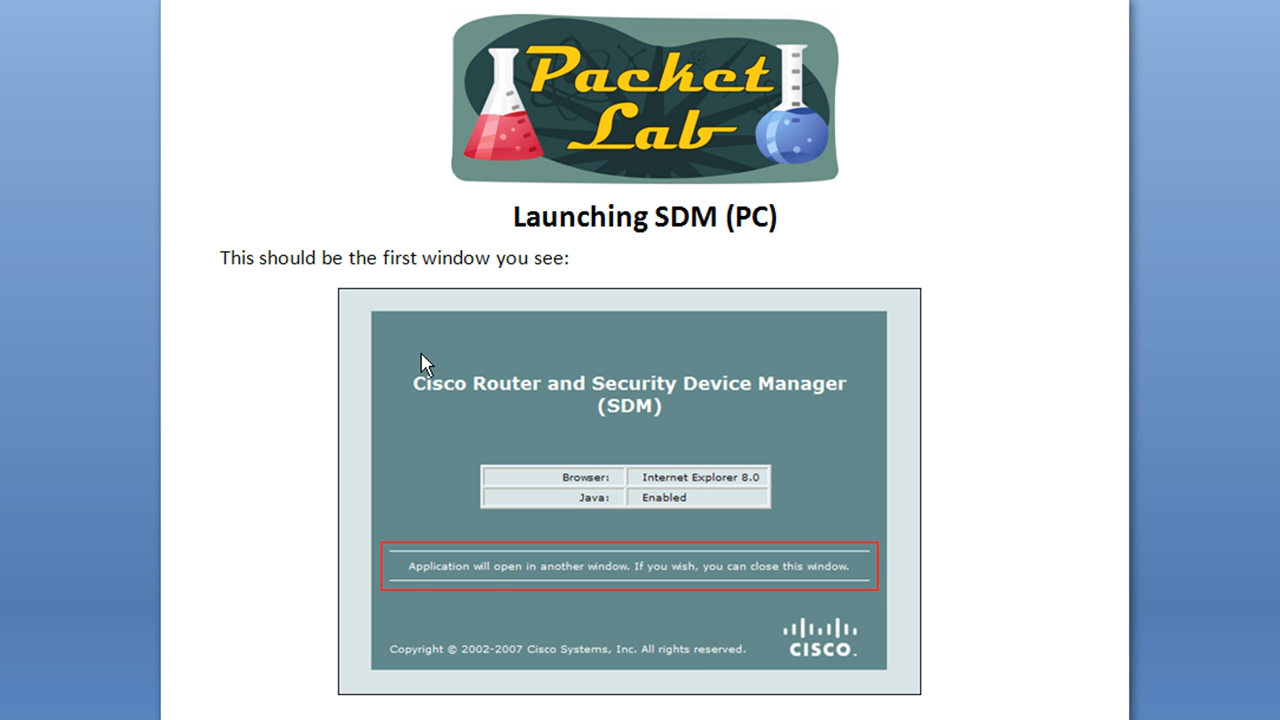 Packet
Lab
Launching SDM (PC)
This should be the first window you see:
Cisco Router and Security Device Manager
(SDM)
Browser: Internet Explorer 8.0
Java: Enabled
Application will open in another window. If you wish, you can close this window.
Copyright © 2002-2007 Cisco Systems, Inc. All rights reserved.
CISCO.